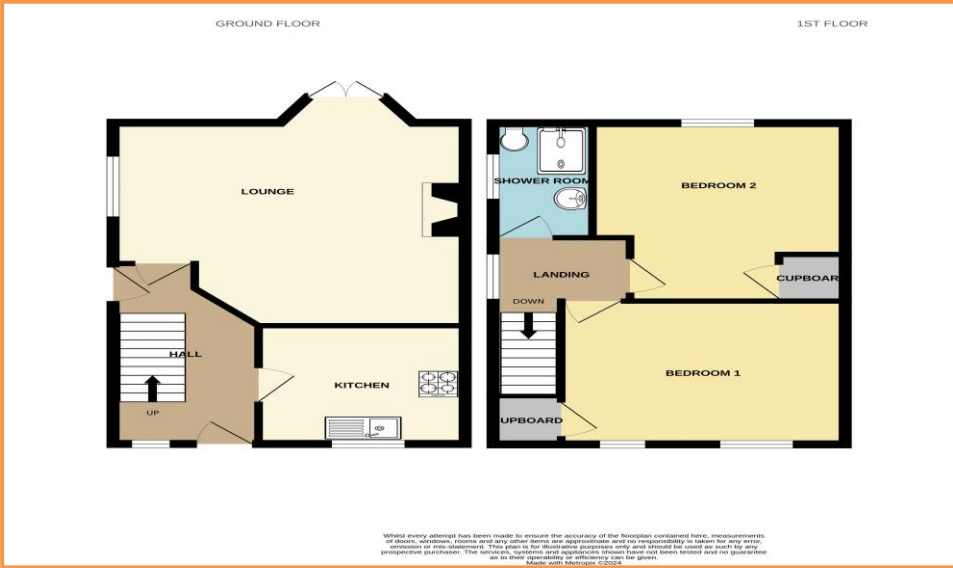 GROUND FLOOR
1ST FLOOR
LOUNGE
HALL
UP
KITCHEN
SHOWER ROOM
BEDROOM 2
LANDING
CUPBOAR
DOWN
BEDROOM 1
UPBOARD
Whilst every attempt has been made to ensure the accuracy of the floorplan contained here, measurements
of doors, windows, rooms and any other items are approximate and no responsibility is taken for any error,
omission or mis-statement. This plan is for illustrative purposes only and should be used as such by any
prospective purchaser. The services, systems and appliances shown have not been tested and no guarantee
as to their operability or efficiency can be given.
Made with Metropix ©2024